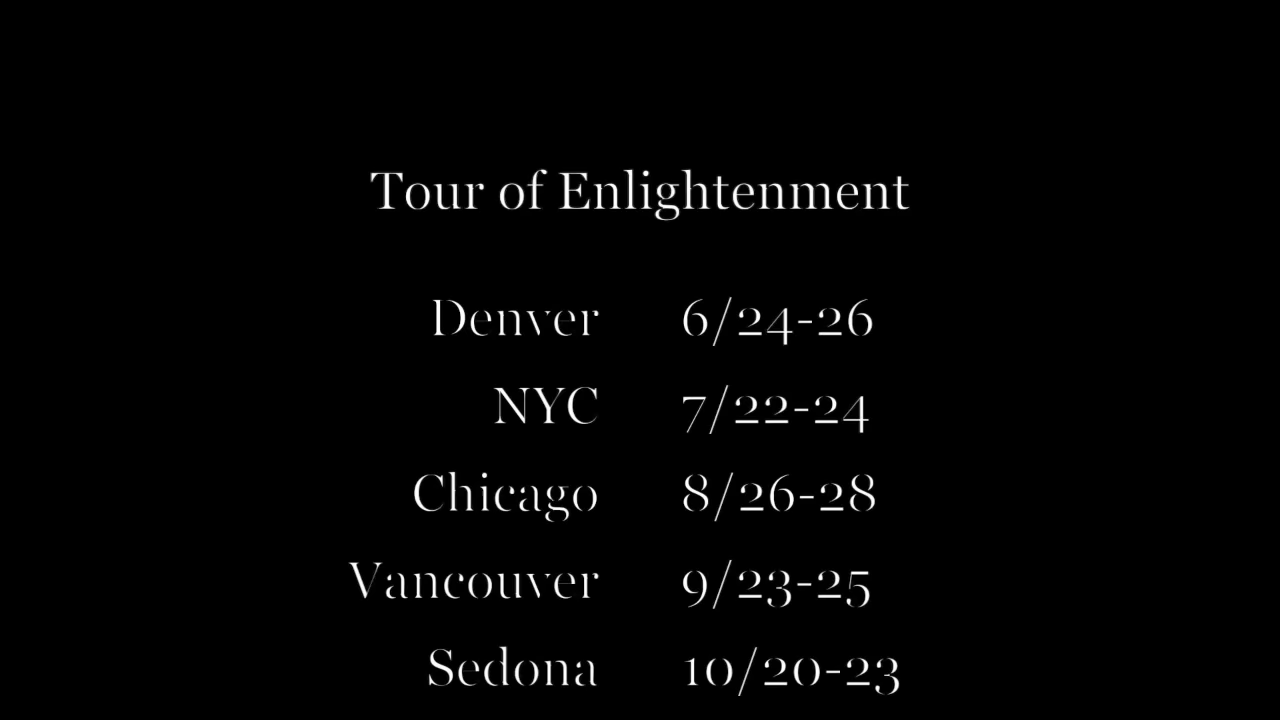 Tour of Enlightenment
Denver 6/24-26
NYC 7/22-24
Chicago 8/26-28
Vancouver 9/23-25
Sedona 10/20-23